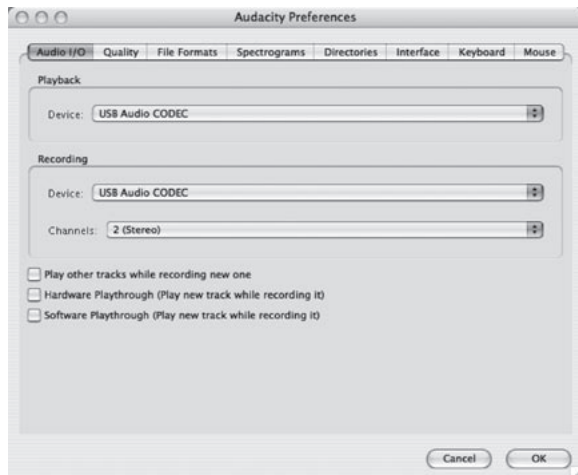 Audacity Preferences
Audio I/O Quality File Formats Spectrograms Directories Interface Keyboard Mouse
Playback
Device: USB Audio CODEC
Recording
Device: USB Audio CODEC
Channels: 2 (Stereo)
Play other tracks while recording new one
Hardware Playthrough (Play new track while recording it)
Software Playthrough (Play new track while recording it)
Cancel OK